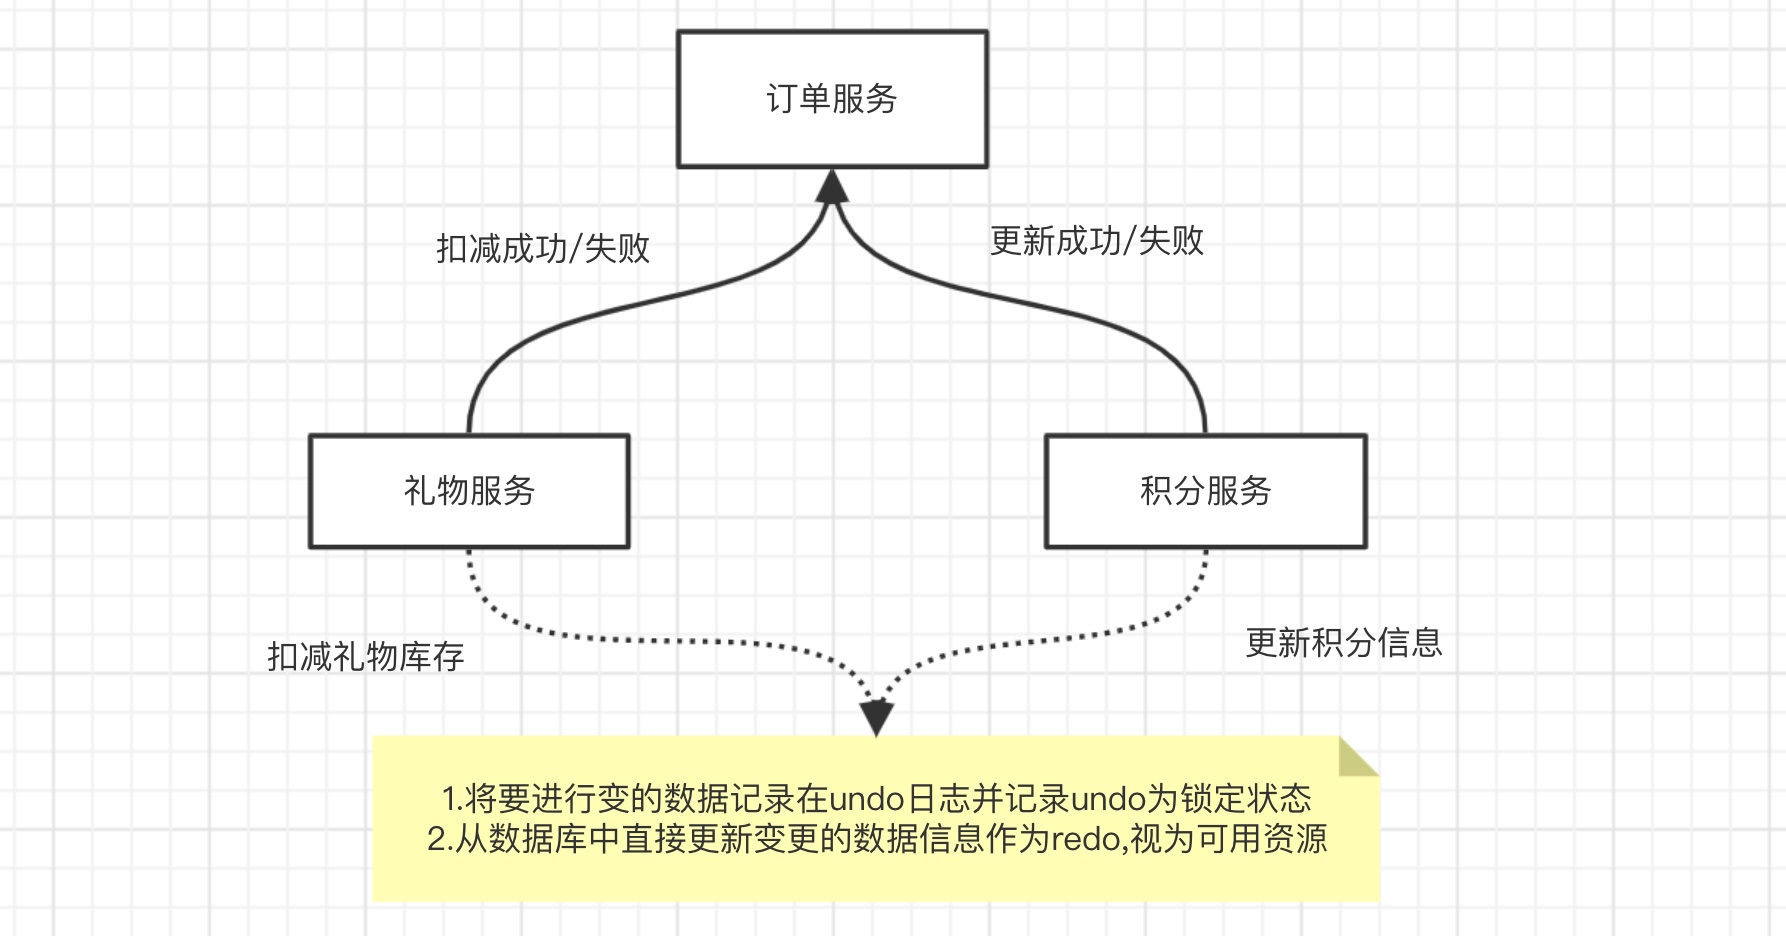 订单服务
扣减成功/失败
更新成功/失败
礼物服务
积分服务
扣减礼物库存
更新积分信息
1.将要进行变的数据记录在undo日志并记录undo为锁定状态
2.从数据库中直接更新变更的数据信息作为redo,视为可用资源